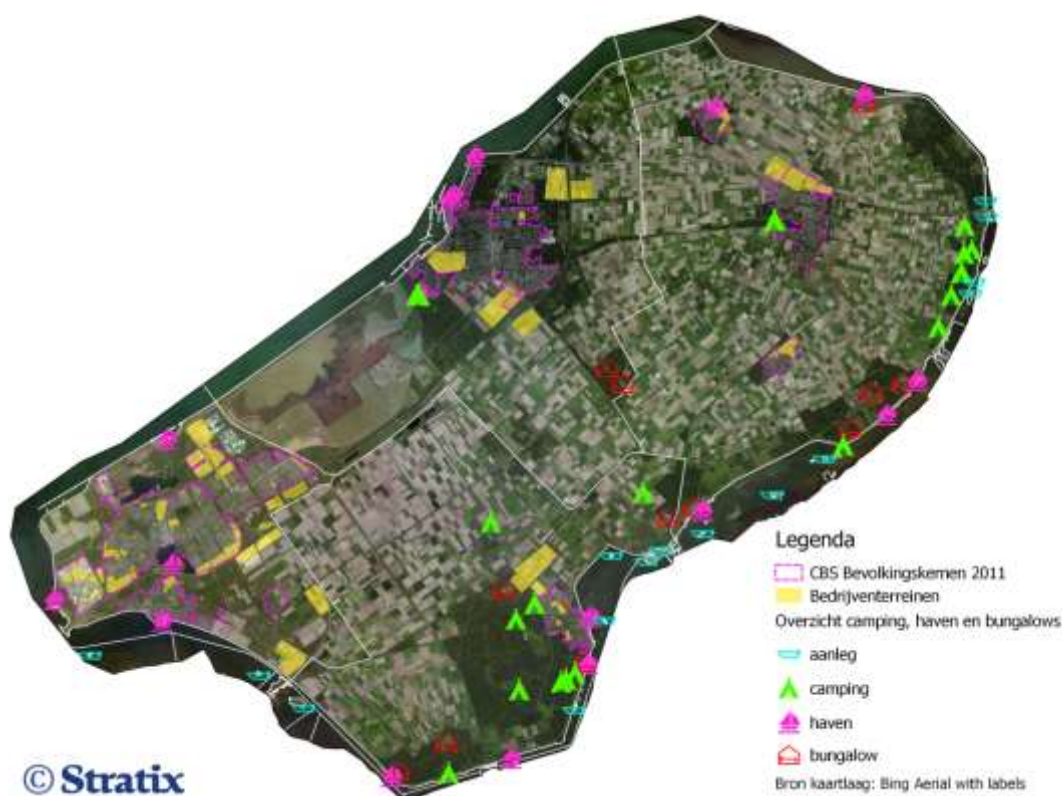 Legenda
CBS Bevolkingskernen 2011
Bedrijventerreinen
Overzicht camping, haven en bungalows
aanleg
camping
haven
bungalow
Bron kaartlaag: Bing Aerial with labels
© Stratix